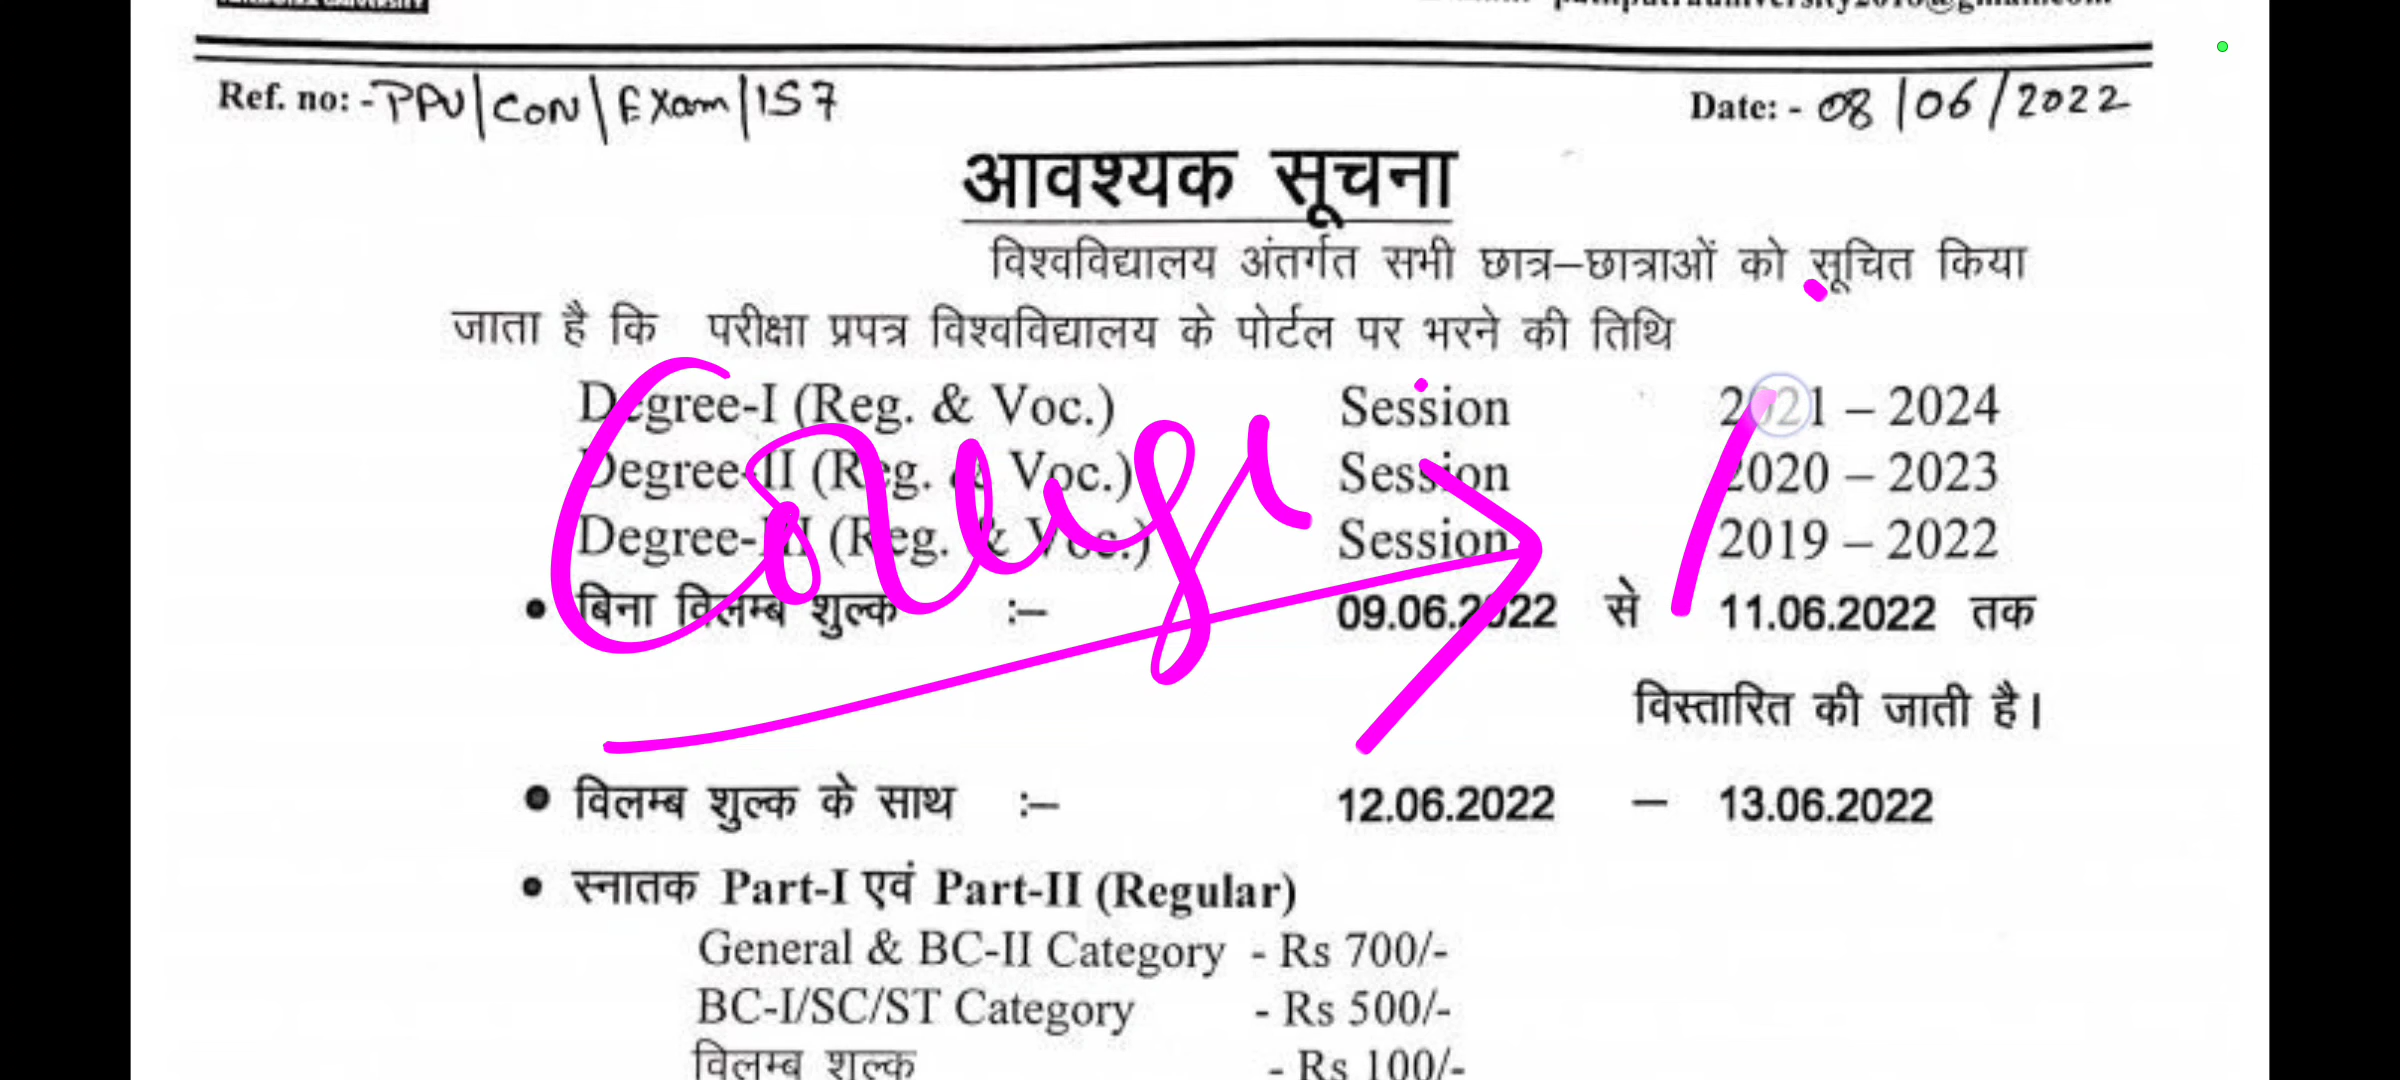 Ref. no: - PPU/CON/Exam/157 Date: - 08/06/2022
आवश्यक सूचना
विश्वविद्यालय अंतर्गत सभी छात्र–छात्राओं को सूचित किया
जाता है कि परीक्षा प्रपत्र विश्वविद्यालय के पोर्टल पर भरने की तिथि
Degree-I (Reg. & Voc.) Session 2021 – 2024
Degree-II (Reg. & Voc.) Session 2020 – 2023
Degree-III (Reg. & Voc.) Session 2019 – 2022
• बिना विलम्ब शुल्क :– 09.06.2022 से 11.06.2022 तक
विस्तारित की जाती है।
• विलम्ब शुल्क के साथ :– 12.06.2022 – 13.06.2022
• स्नातक Part-I एवं Part-II (Regular)
General & BC-II Category - Rs 700/-
BC-I/SC/ST Category - Rs 500/-
विलम्ब शुल्क - Rs 100/-